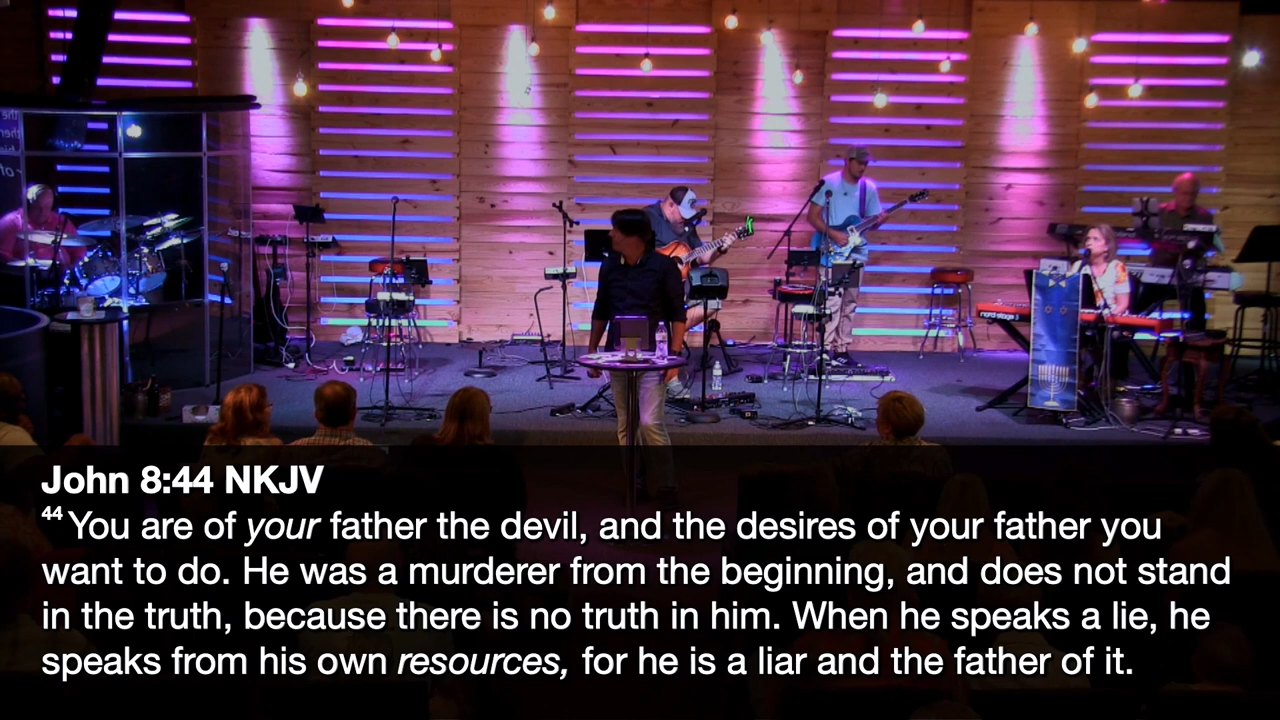 John 8:44 NKJV
44 You are of your father the devil, and the desires of your father you
want to do. He was a murderer from the beginning, and does not stand
in the truth, because there is no truth in him. When he speaks a lie, he
speaks from his own resources, for he is a liar and the father of it.
nord stage 3